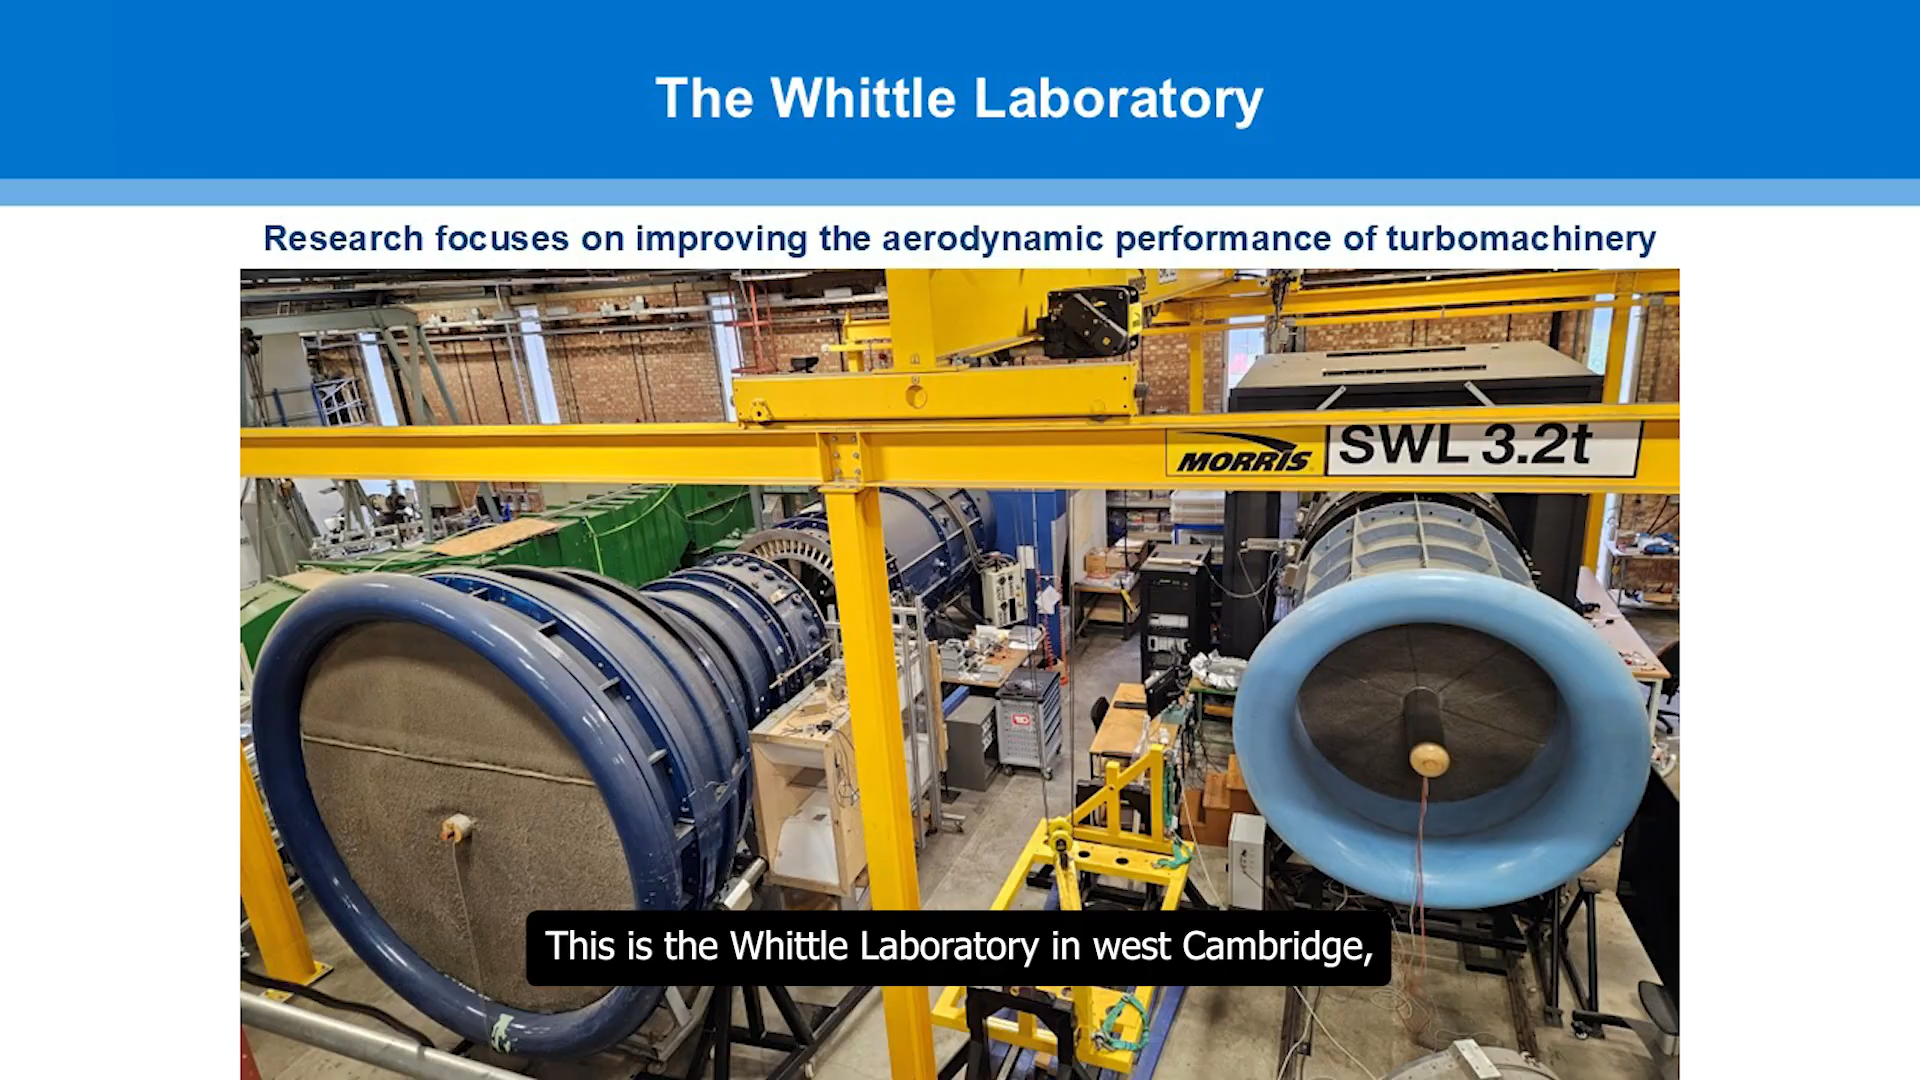 The Whittle Laboratory
Research focuses on improving the aerodynamic performance of turbomachinery
MORRIS
SWL 3.2t
This is the Whittle Laboratory in west Cambridge,